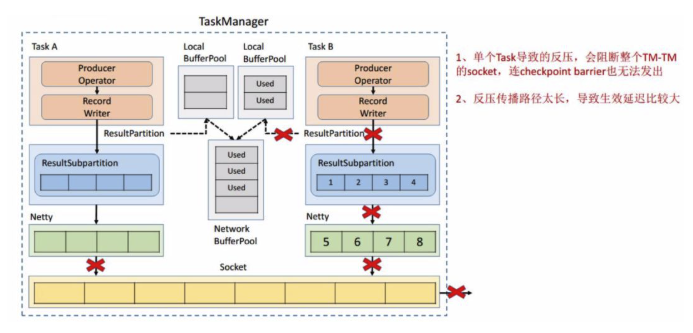 TaskManager
Task A
Local
BufferPool
Local
BufferPool
Task B
Producer
Operator
Record
Writer
Used
Used
Producer
Operator
Record
Writer
ResultPartition
ResultPartition
ResultSubpartition
Used
Used
Used
ResultSubpartition
1 2 3 4
Netty
Network
BufferPool
Netty
5 6 7 8
Socket
1、单个Task导致的反压，会阻断整个TM-TM
的socket，连checkpoint barrier也无法发出
2、反压传播路径太长，导致生效延迟比较大